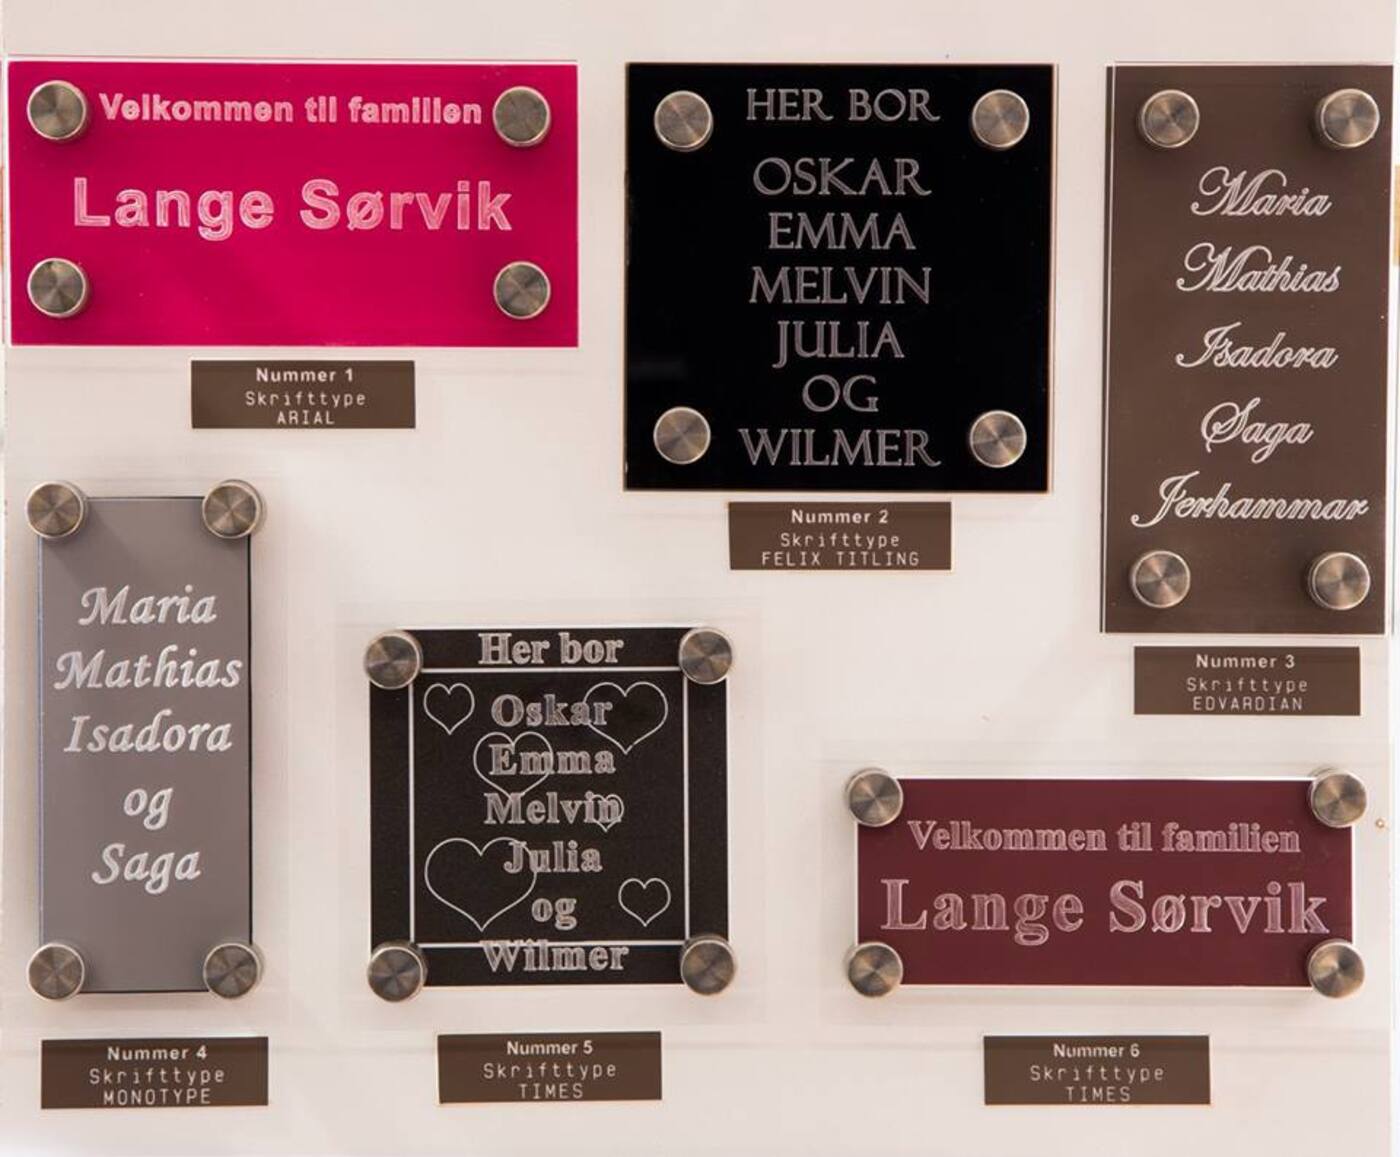 Velkommen til familien
Lange Sørvik
Nummer 1
Skrifttype
ARIAL
HER BOR
OSKAR
EMMA
MELVIN
JULIA
OG
WILMER
Nummer 2
Skrifttype
FELIX TITLING
Maria
Mathias
Isadora
Saga
Jerhammar
Nummer 3
Skrifttype
EDVARDIAN
Maria
Mathias
Isadora
og
Saga
Nummer 4
Skrifttype
MONOTYPE
Her bor
Oskar
Emma
Melvin
Julia
og
Wilmer
Nummer 5
Skrifttype
TIMES
Velkommen til familien
Lange Sørvik
Nummer 6
Skrifttype
TIMES